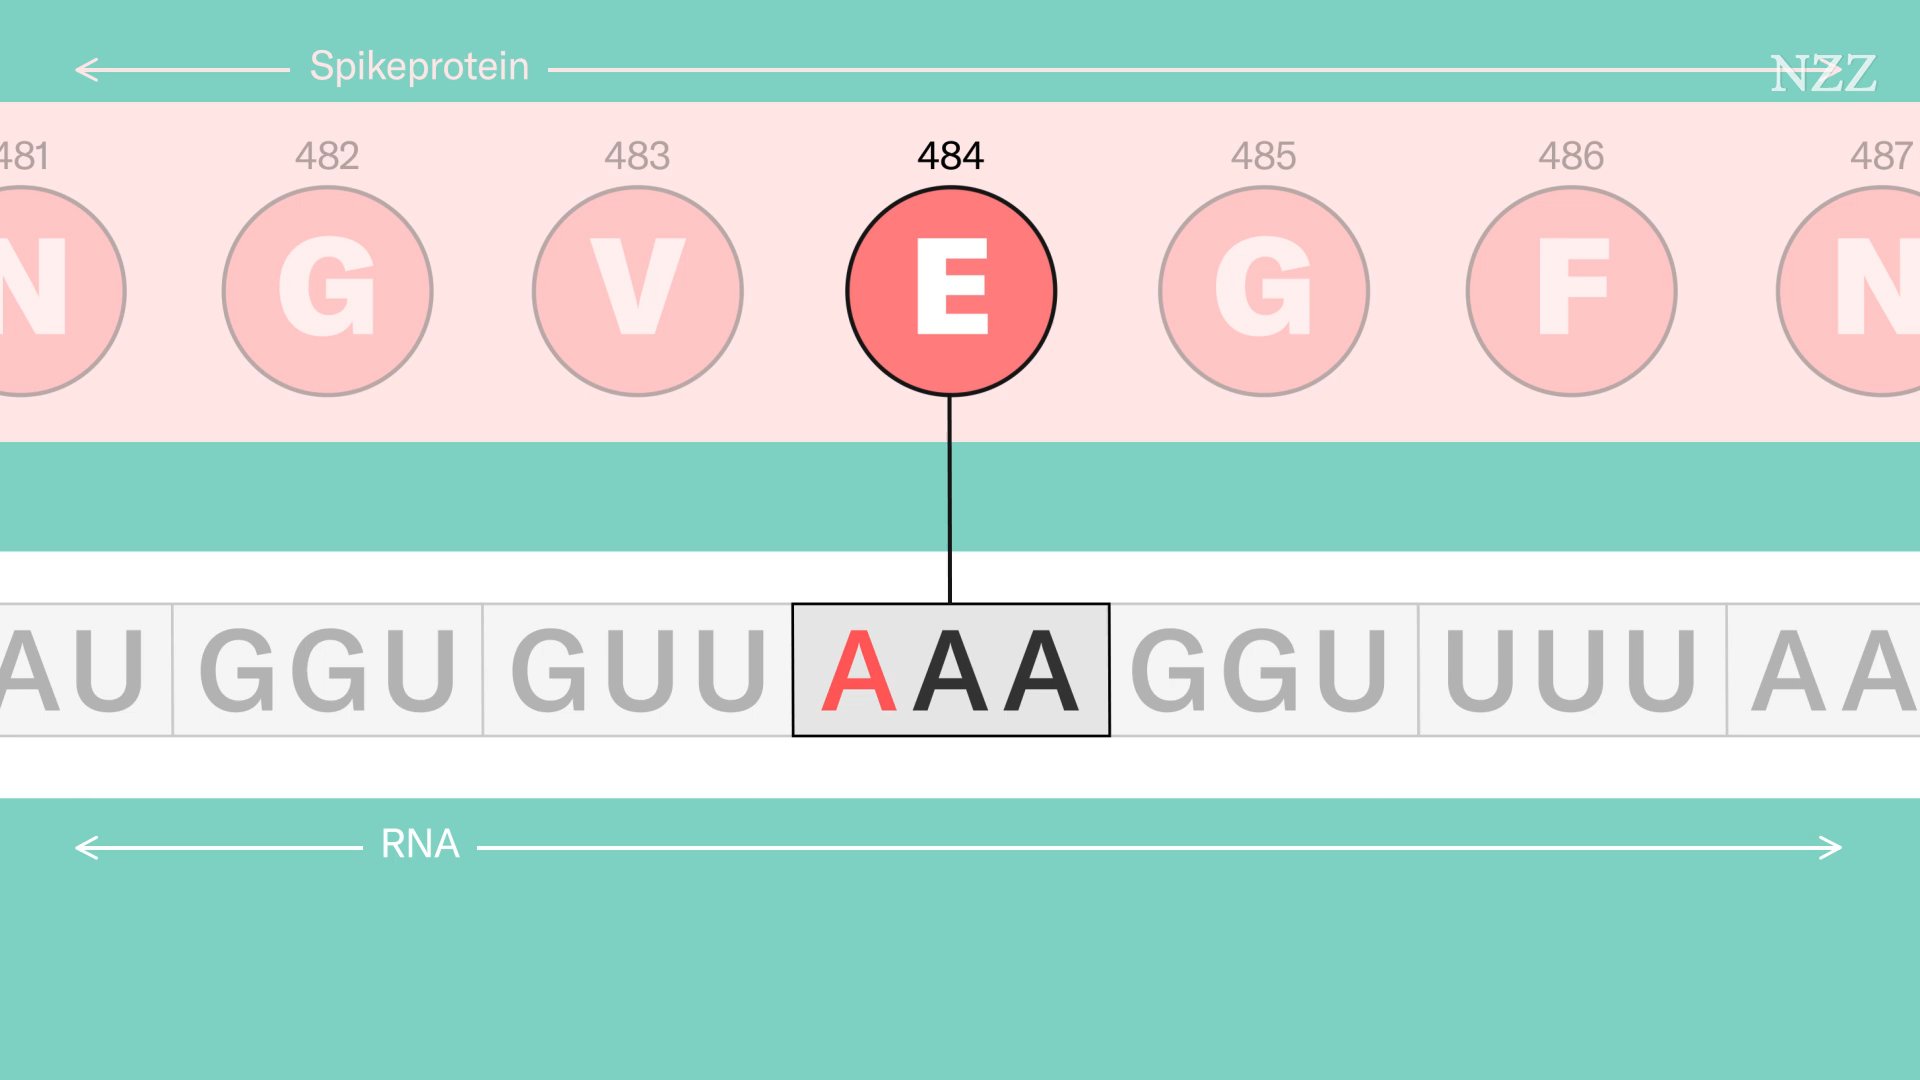 Spikeprotein
NZZ
481 482 483 484 485 486 487
N G V E G F N
AU GGU GUU AAA GGU UUU AA
RNA